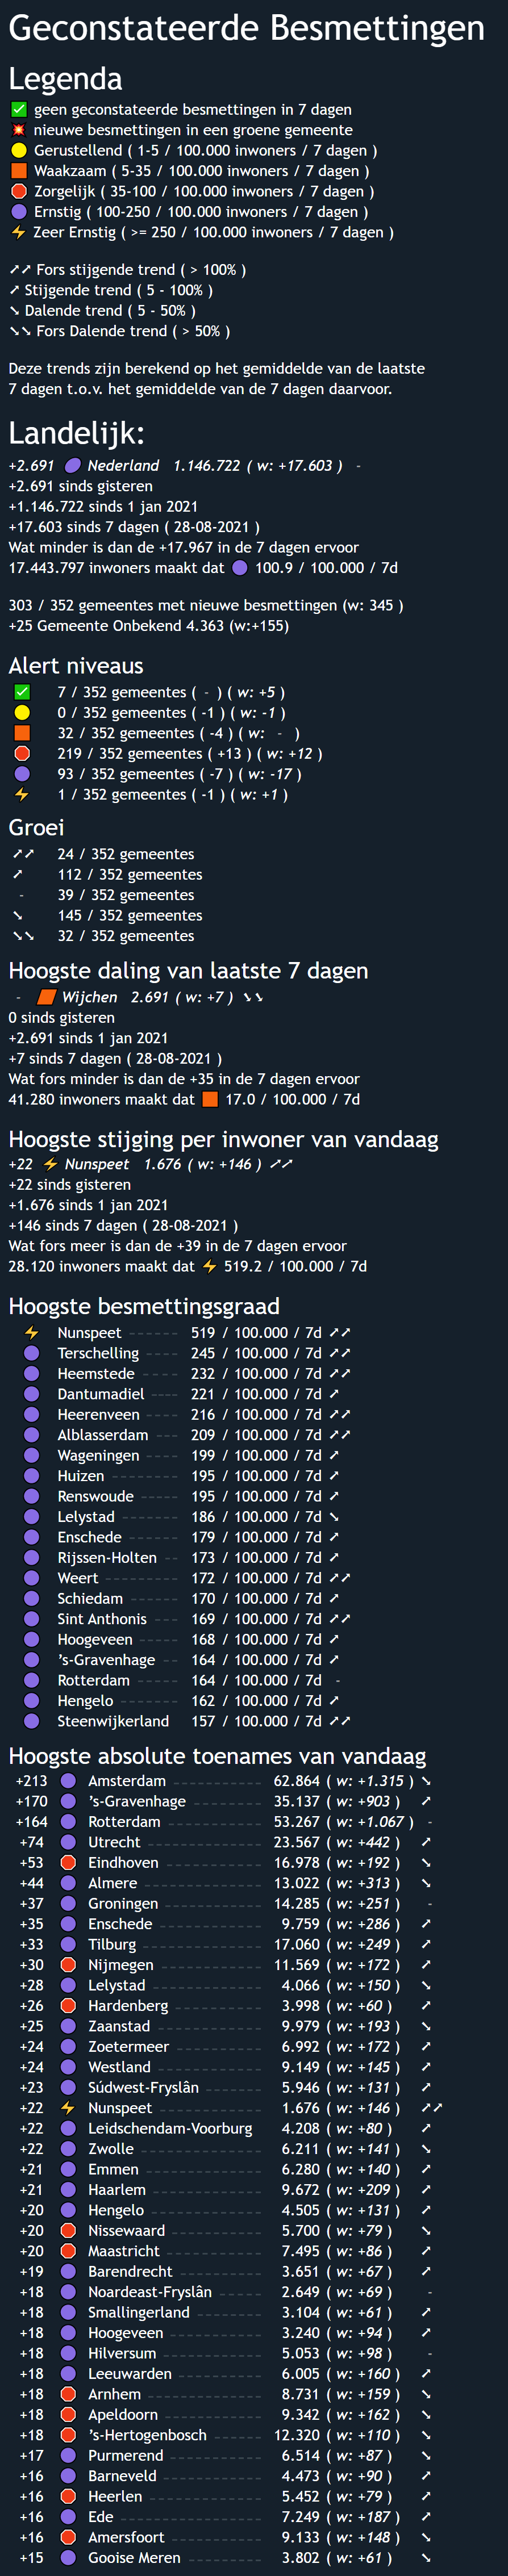 Geconstateerde Besmettingen
Legenda
✅ geen geconstateerde besmettingen in 7 dagen
💥 nieuwe besmettingen in een groene gemeente
🟡 Gerustellend ( 1-5 / 100.000 inwoners / 7 dagen )
🟧 Waakzaam ( 5-35 / 100.000 inwoners / 7 dagen )
🛑 Zorgelijk ( 35-100 / 100.000 inwoners / 7 dagen )
🟣 Ernstig ( 100-250 / 100.000 inwoners / 7 dagen )
⚡ Zeer Ernstig ( >= 250 / 100.000 inwoners / 7 dagen )
➚➚ Fors stijgende trend ( > 100% )
➚ Stijgende trend ( 5 - 100% )
➘ Dalende trend ( 5 - 50% )
➘➘ Fors Dalende trend ( > 50% )
Deze trends zijn berekend op het gemiddelde van de laatste
7 dagen t.o.v. het gemiddelde van de 7 dagen daarvoor.
Landelijk:
+2.691 🟣 Nederland 1.146.722 ( w: +17.603 ) -
+2.691 sinds gisteren
+1.146.722 sinds 1 jan 2021
+17.603 sinds 7 dagen ( 28-08-2021 )
Wat minder is dan de +17.967 in de 7 dagen ervoor
17.443.797 inwoners maakt dat 🟣 100.9 / 100.000 / 7d
303 / 352 gemeentes met nieuwe besmettingen (w: 345 )
+25 Gemeente Onbekend 4.363 (w:+155)
Alert niveaus
✅ 7 / 352 gemeentes ( - ) ( w: +5 )
🟡 0 / 352 gemeentes ( -1 ) ( w: -1 )
🟧 32 / 352 gemeentes ( -4 ) ( w: - )
🛑 219 / 352 gemeentes ( +13 ) ( w: +12 )
🟣 93 / 352 gemeentes ( -7 ) ( w: -17 )
⚡ 1 / 352 gemeentes ( -1 ) ( w: +1 )
Groei
➚➚ 24 / 352 gemeentes
➚ 112 / 352 gemeentes
- 39 / 352 gemeentes
➘ 145 / 352 gemeentes
➘➘ 32 / 352 gemeentes
Hoogste daling van laatste 7 dagen
- 🟧 Wijchen 2.691 ( w: +7 ) ➘➘
0 sinds gisteren
+2.691 sinds 1 jan 2021
+7 sinds 7 dagen ( 28-08-2021 )
Wat fors minder is dan de +35 in de 7 dagen ervoor
41.280 inwoners maakt dat 🟧 17.0 / 100.000 / 7d
Hoogste stijging per inwoner van vandaag
+22 ⚡ Nunspeet 1.676 ( w: +146 ) ➚➚
+22 sinds gisteren
+1.676 sinds 1 jan 2021
+146 sinds 7 dagen ( 28-08-2021 )
Wat fors meer is dan de +39 in de 7 dagen ervoor
28.120 inwoners maakt dat ⚡ 519.2 / 100.000 / 7d
Hoogste besmettingsgraad
⚡ Nunspeet ------ 519 / 100.000 / 7d ➚➚
🟣 Terschelling ---- 245 / 100.000 / 7d ➚➚
🟣 Heemstede ----- 232 / 100.000 / 7d ➚➚
🟣 Dantumadiel ---- 221 / 100.000 / 7d ➚
🟣 Heerenveen ---- 216 / 100.000 / 7d ➚➚
🟣 Alblasserdam --- 209 / 100.000 / 7d ➚➚
🟣 Wageningen ---- 199 / 100.000 / 7d ➚
🟣 Huizen -------- 195 / 100.000 / 7d ➚
🟣 Renswoude ----- 195 / 100.000 / 7d ➚
🟣 Lelystad ------- 186 / 100.000 / 7d ➘
🟣 Enschede ------ 179 / 100.000 / 7d ➚
🟣 Rijssen-Holten -- 173 / 100.000 / 7d ➚
🟣 Weert --------- 172 / 100.000 / 7d ➚➚
🟣 Schiedam ------ 170 / 100.000 / 7d ➚
🟣 Sint Anthonis --- 169 / 100.000 / 7d ➚➚
🟣 Hoogeveen ----- 168 / 100.000 / 7d ➚
🟣 's-Gravenhage -- 164 / 100.000 / 7d ➚
🟣 Rotterdam ----- 164 / 100.000 / 7d -
🟣 Hengelo ------- 162 / 100.000 / 7d ➚
🟣 Steenwijkerland 157 / 100.000 / 7d ➚➚
Hoogste absolute toenames van vandaag
+213 🟣 Amsterdam 62.864 ( w: +1.315 ) ➘
+170 🟣 's-Gravenhage 35.137 ( w: +903 ) ➚
+164 🟣 Rotterdam 53.267 ( w: +1.067 ) -
+74 🟣 Utrecht 23.567 ( w: +442 ) ➚
+53 🛑 Eindhoven 16.978 ( w: +192 ) ➘
+44 🟣 Almere 13.022 ( w: +313 ) ➘
+37 🟣 Groningen 14.285 ( w: +251 ) -
+35 🟣 Enschede 9.759 ( w: +286 ) ➚
+33 🟣 Tilburg 17.060 ( w: +249 ) ➚
+30 🛑 Nijmegen 11.569 ( w: +172 ) ➚
+28 🟣 Lelystad 4.066 ( w: +150 ) ➘
+26 🛑 Hardenberg 3.998 ( w: +60 ) ➚
+25 🟣 Zaanstad 9.979 ( w: +193 ) ➘
+24 🟣 Zoetermeer 6.992 ( w: +172 ) ➚
+24 🟣 Westland 9.149 ( w: +145 ) ➚
+23 🟣 Súdwest-Fryslân 5.946 ( w: +131 ) ➚
+22 ⚡ Nunspeet 1.676 ( w: +146 ) ➚➚
+22 🟣 Leidschendam-Voorburg 4.208 ( w: +80 ) ➚
+22 🟣 Zwolle 6.211 ( w: +141 ) ➘
+21 🟣 Emmen 6.280 ( w: +140 ) ➚
+21 🟣 Haarlem 9.672 ( w: +209 ) ➚
+20 🟣 Hengelo 4.505 ( w: +131 ) ➚
+20 🛑 Nissewaard 5.700 ( w: +79 ) ➘
+20 🛑 Maastricht 7.495 ( w: +86 ) ➚
+19 🟣 Barendrecht 3.651 ( w: +67 ) ➚
+18 🟣 Noardeast-Fryslân 2.649 ( w: +69 ) -
+18 🟣 Smallingerland 3.104 ( w: +61 ) ➚
+18 🟣 Hoogeveen 3.240 ( w: +94 ) ➚
+18 🟣 Hilversum 5.053 ( w: +98 ) -
+18 🟣 Leeuwarden 6.005 ( w: +160 ) ➚
+18 🛑 Arnhem 8.731 ( w: +159 ) ➘
+18 🛑 Apeldoorn 9.342 ( w: +162 ) ➘
+18 🛑 's-Hertogenbosch 12.320 ( w: +110 ) ➘
+17 🟣 Purmerend 6.514 ( w: +87 ) ➘
+16 🟣 Barneveld 4.473 ( w: +90 ) ➚
+16 🛑 Heerlen 5.452 ( w: +79 ) ➚
+16 🟣 Ede 7.249 ( w: +187 ) ➚
+16 🛑 Amersfoort 9.133 ( w: +148 ) ➘
+15 🟣 Gooise Meren 3.802 ( w: +61 ) ➘